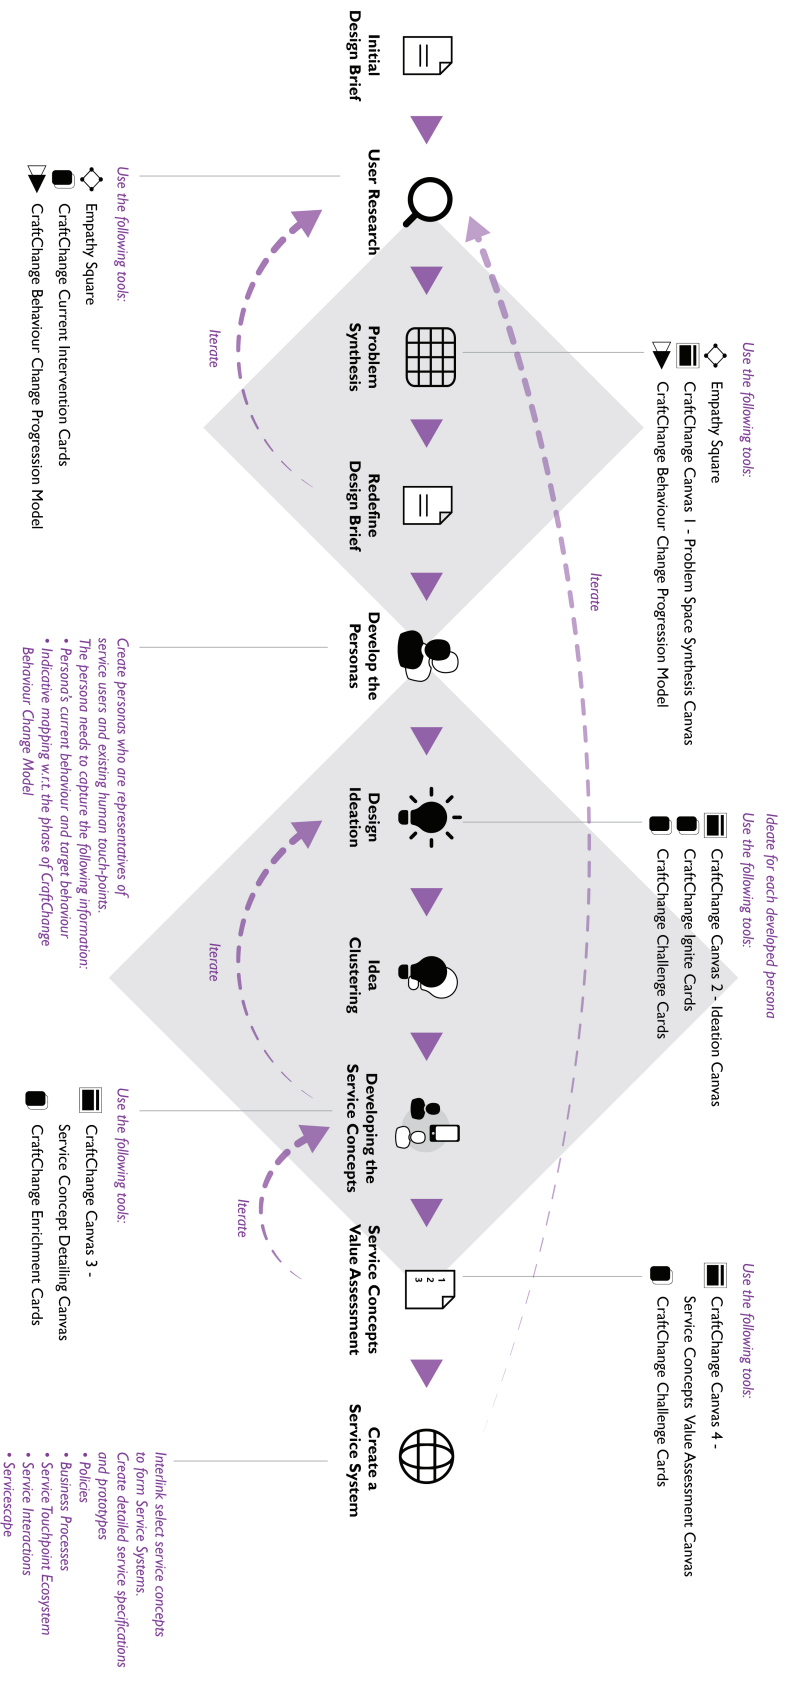 Use the following tools:
Empathy Square
CraftChange Canvas 1 - Problem Space Synthesis Canvas
CraftChange Behaviour Change Progression Model
Ideate for each developed persona
Use the following tools:
CraftChange Canvas 2 - Ideation Canvas
CraftChange Ignite Cards
CraftChange Challenge Cards
Use the following tools:
CraftChange Canvas 4 -
Service Concepts Value Assessment Canvas
CraftChange Challenge Cards
Iterate
1
2
3
Initial
Design Brief
User Research
Problem
Synthesis
Redefine
Design Brief
Develop the
Personas
Design
Ideation
Idea
Clustering
Developing the
Service Concepts
Service Concepts
Value Assessment
Create a
Service System
Iterate
Iterate
Iterate
Use the following tools:
Empathy Square
CraftChange Current Intervention Cards
CraftChange Behaviour Change Progression Model
Create personas who are representatives of
service users and existing human touch-points.
The persona needs to capture the following information:
• Persona's current behaviour and target behaviour
• Indicative mapping w.r.t. the phase of CraftChange
Behaviour Change Model
Use the following tools:
CraftChange Canvas 3 -
Service Concept Detailing Canvas
CraftChange Enrichment Cards
Interlink select service concepts
to form Service Systems.
Create detailed service specifications
and prototypes
• Policies
• Business Processes
• Service Touchpoint Ecosystem
• Service Interactions
• Servicescape